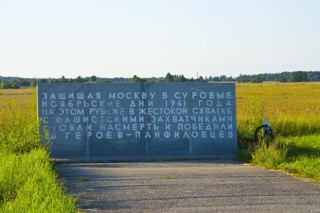 ЗАЩИЩАЯ МОСКВУ В СУРОВЫЕ
НОЯБРЬСКИЕ ДНИ 1941 ГОДА
НА ЭТОМ РУБЕЖЕ В ЖЕСТОКОЙ СХВАТКЕ
С ФАШИСТСКИМИ ЗАХВАТЧИКАМИ
СТОЯЛИ НАСМЕРТЬ И ПОБЕДИЛИ
ГЕРОЕВ-ПАНФИЛОВЦЕВ